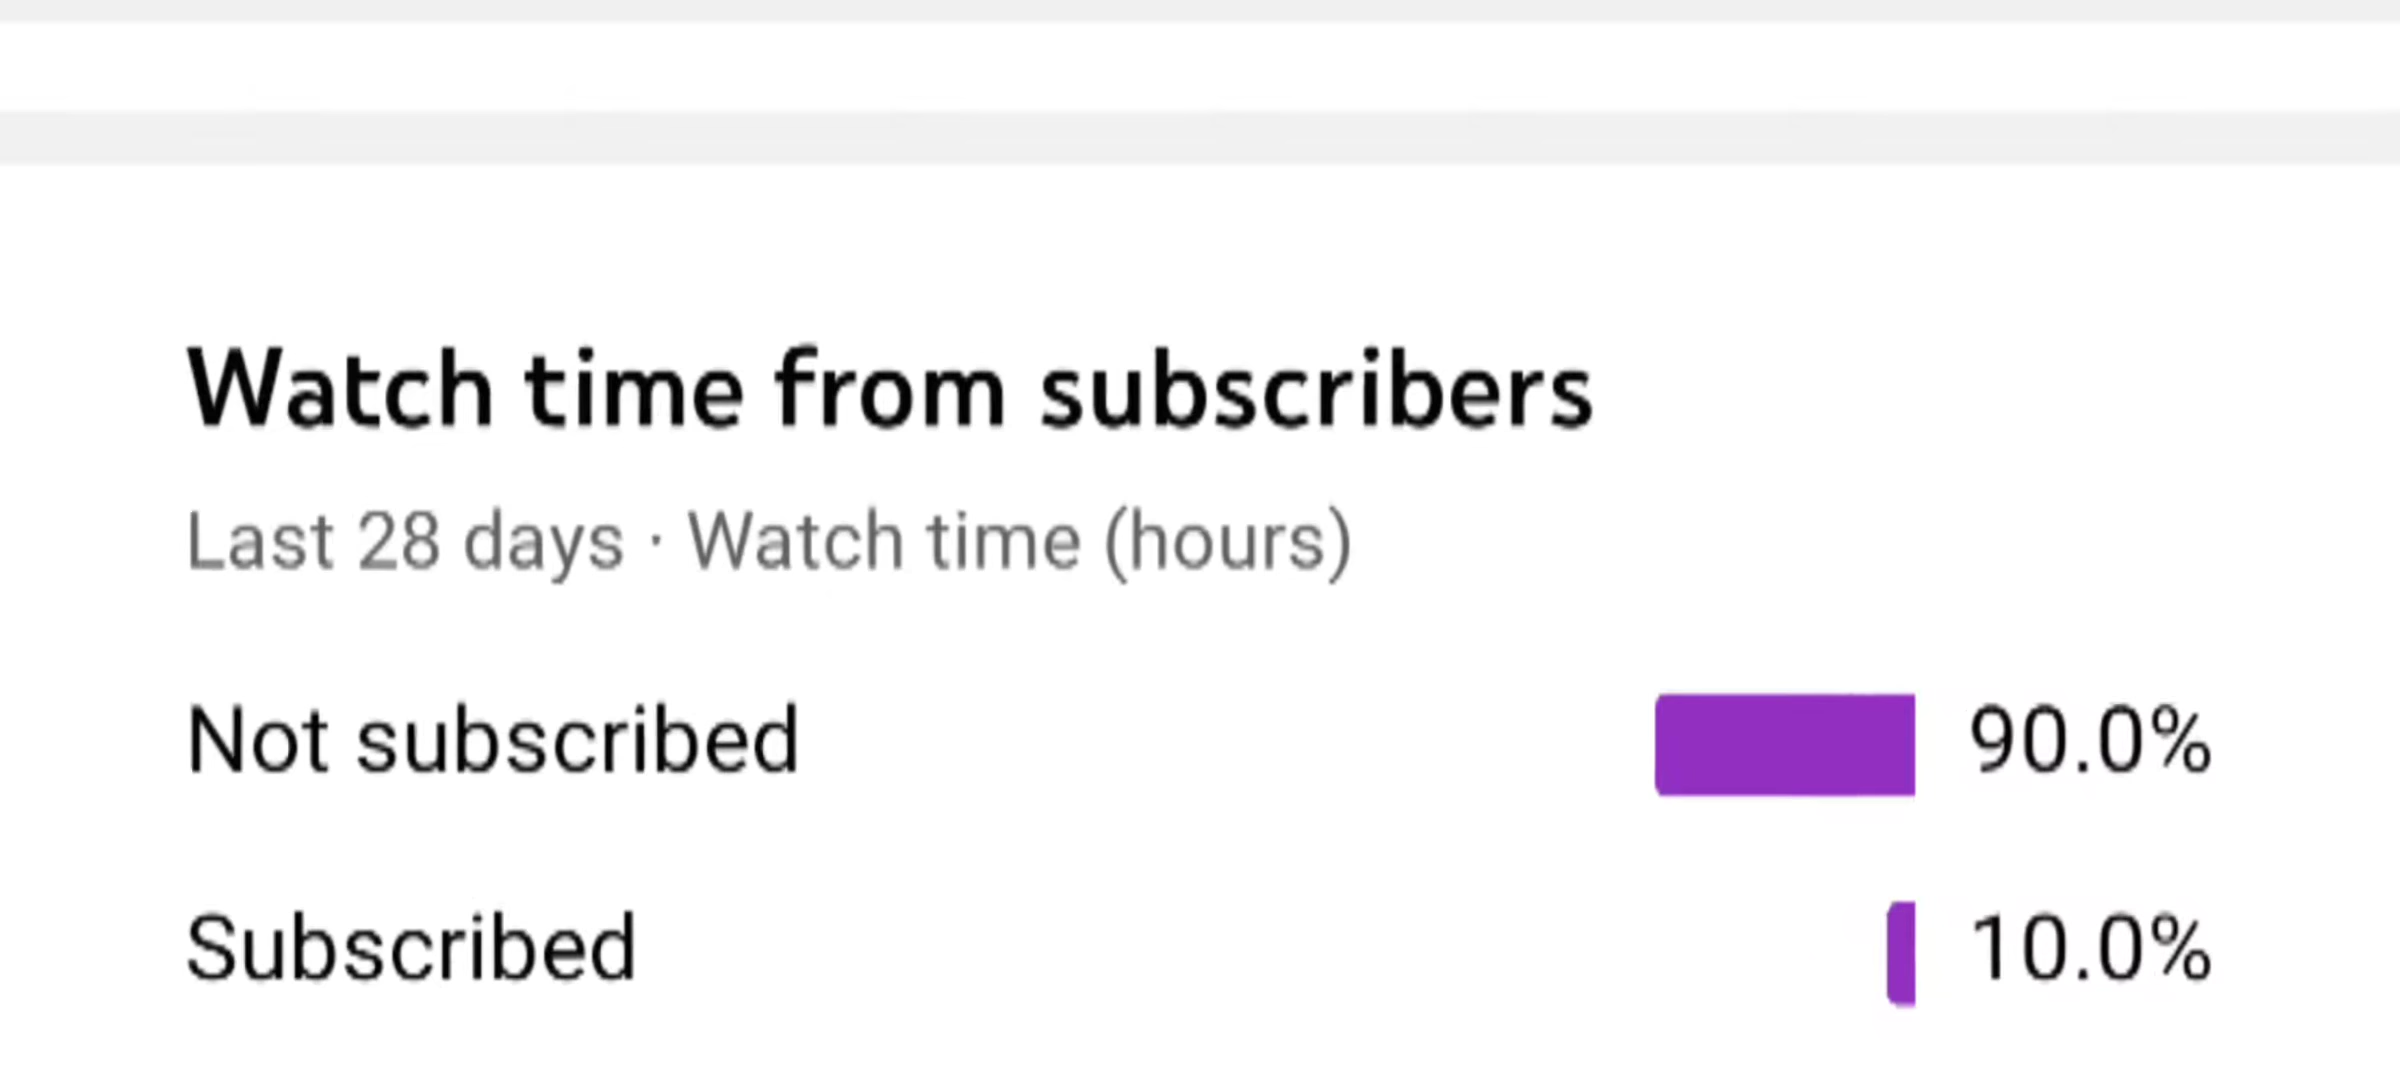 Watch time from subscribers
Last 28 days · Watch time (hours)
Not subscribed 90.0%
Subscribed 10.0%